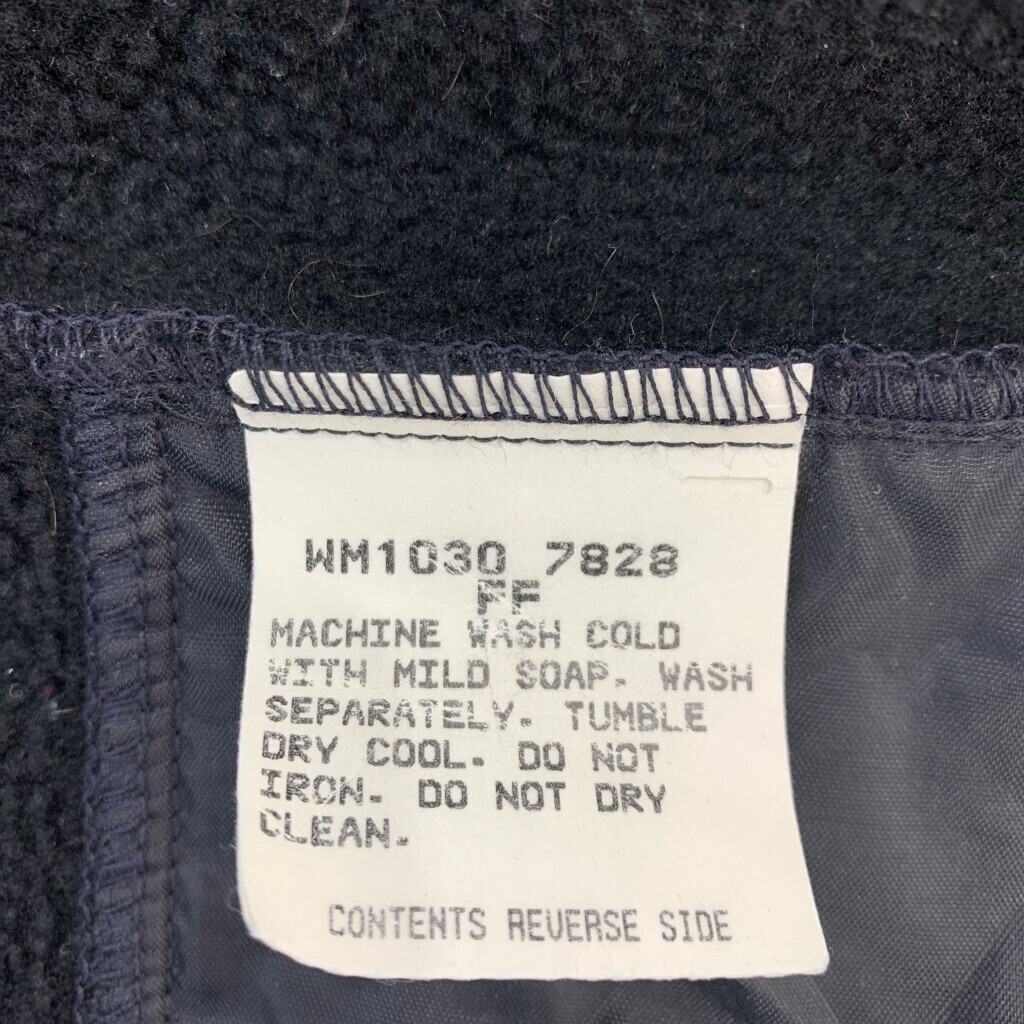 WM1030 7828
FF
MACHINE WASH COLD
WITH MILD SOAP. WASH
SEPARATELY. TUMBLE
DRY COOL. DO NOT
IRON. DO NOT DRY
CLEAN.
CONTENTS REVERSE SIDE